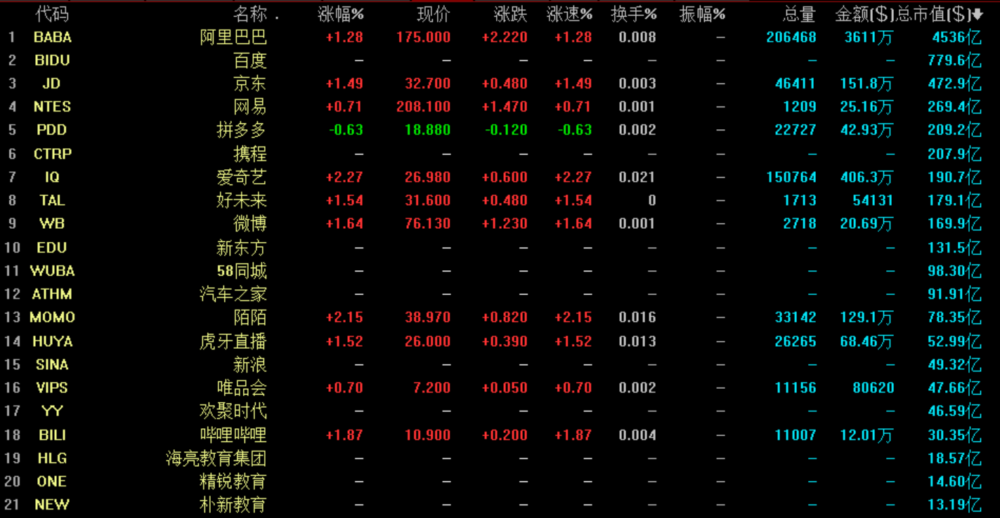 代码 名称 . 涨幅% 现价 涨跌 涨速% 换手% 振幅% 总量 金额($) 总市值($)
1 BABA 阿里巴巴 +1.28 175.000 +2.220 +1.28 0.008 — 206468 3611万 4536亿
2 BIDU 百度 — — — — — — — — 779.6亿
3 JD 京东 +1.49 32.700 +0.480 +1.49 0.003 — 46411 151.8万 472.9亿
4 NTES 网易 +0.71 208.100 +1.470 +0.71 0.001 — 1209 25.16万 269.4亿
5 PDD 拼多多 -0.63 18.880 -0.120 -0.63 0.002 — 22727 42.93万 209.2亿
6 CTRP 携程 — — — — — — — — 207.9亿
7 IQ 爱奇艺 +2.27 26.980 +0.600 +2.27 0.021 — 150764 406.3万 190.7亿
8 TAL 好未来 +1.54 31.600 +0.480 +1.54 0 — 1713 54131 179.1亿
9 WB 微博 +1.64 76.130 +1.230 +1.64 0.001 — 2718 20.69万 169.9亿
10 EDU 新东方 — — — — — — — — 131.5亿
11 WUBA 58同城 — — — — — — — — 98.30亿
12 ATHM 汽车之家 — — — — — — — — 91.91亿
13 MOMO 陌陌 +2.15 38.970 +0.820 +2.15 0.016 — 33142 129.1万 78.35亿
14 HUYA 虎牙直播 +1.52 26.000 +0.390 +1.52 0.013 — 26265 68.46万 52.99亿
15 SINA 新浪 — — — — — — — — 49.32亿
16 VIPS 唯品会 +0.70 7.200 +0.050 +0.70 0.002 — 11156 80620 47.66亿
17 YY 欢聚时代 — — — — — — — — 46.59亿
18 BILI 哔哩哔哩 +1.87 10.900 +0.200 +1.87 0.004 — 11007 12.01万 30.35亿
19 HLG 海亮教育集团 — — — — — — — — 18.57亿
20 ONE 精锐教育 — — — — — — — — 14.60亿
21 NEW 朴新教育 — — — — — — — — 13.19亿